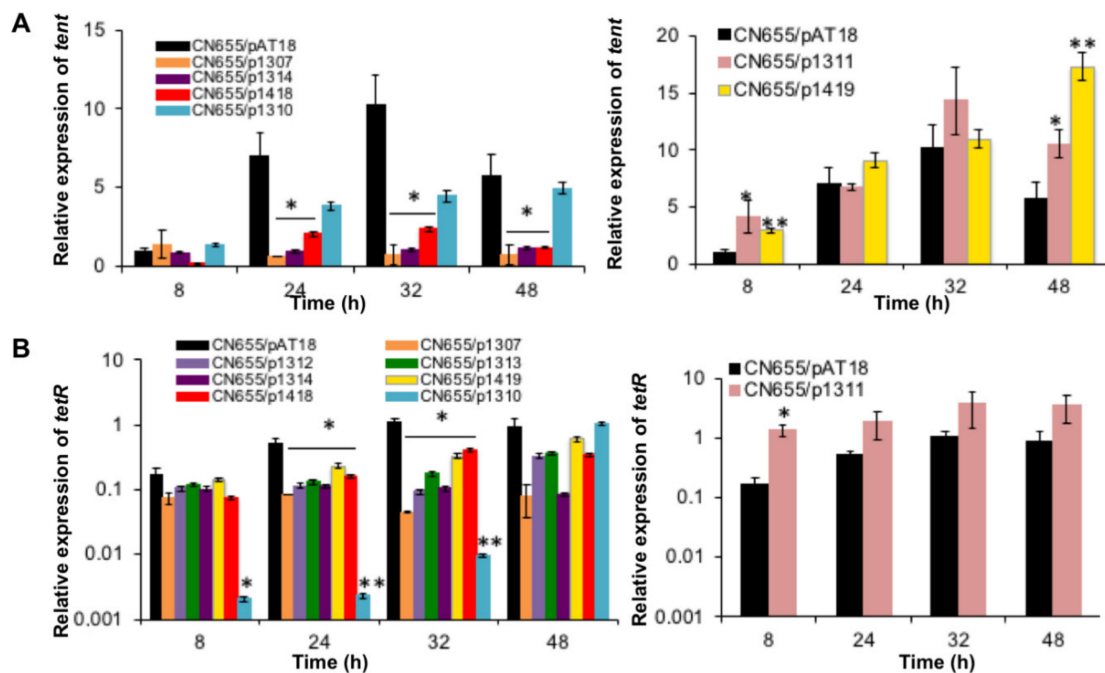 A
Relative expression of tent
15
10
5
0
CN655/pAT18
CN655/p1307
CN655/p1314
CN655/p1418
CN655/p1310
*
*
*
8
24
32
48
Time (h)
Relative expression of tent
20
15
10
5
0
CN655/pAT18
CN655/p1311
CN655/p1419
*
**
*
**
8
24
32
48
Time (h)
B
Relative expression of tetR
10
1
0.1
0.01
0.001
CN655/pAT18
CN655/p1312
CN655/p1314
CN655/p1418
CN655/p1307
CN655/p1313
CN655/p1419
CN655/p1310
*
**
*
*
**
8
24
32
48
Time (h)
Relative expression of tetR
10
1
0.1
0.01
0.001
CN655/pAT18
CN655/p1311
*
8
24
32
48
Time (h)